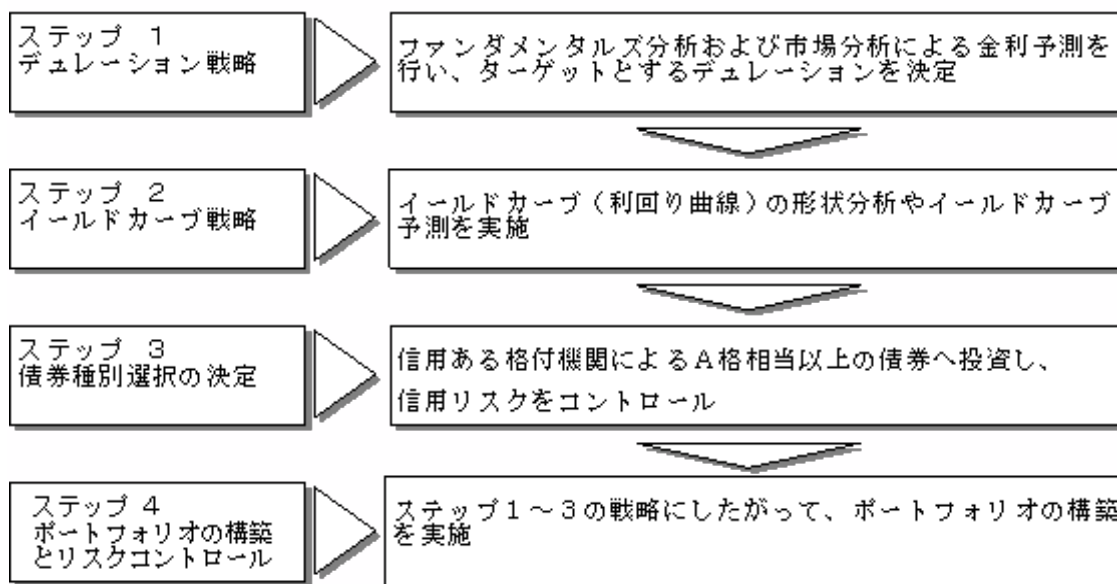 ステップ 1
デュレーション戦略
ファンダメンタルズ分析および市場分析による金利予測を
行い、ターゲットとするデュレーションを決定
ステップ 2
イールドカーブ戦略
イールドカーブ（利回り曲線）の形状分析やイールドカーブ
予測を実施
ステップ 3
債券種別選択の決定
信用ある格付機関によるA格相当以上の債券へ投資し、
信用リスクをコントロール
ステップ 4
ポートフォリオの構築
とリスクコントロール
ステップ1～3の戦略にしたがって、ポートフォリオの構築
を実施